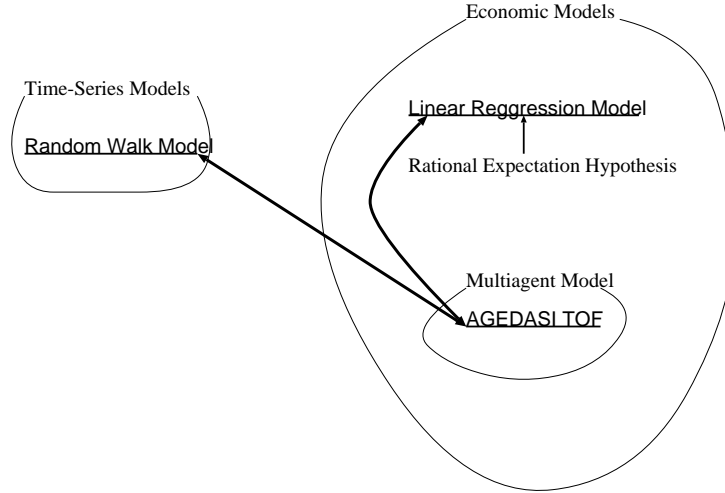 Economic Models
Time-Series Models
Linear Reggression Model
Random Walk Model
Rational Expectation Hypothesis
Multiagent Model
AGEDASI TOF